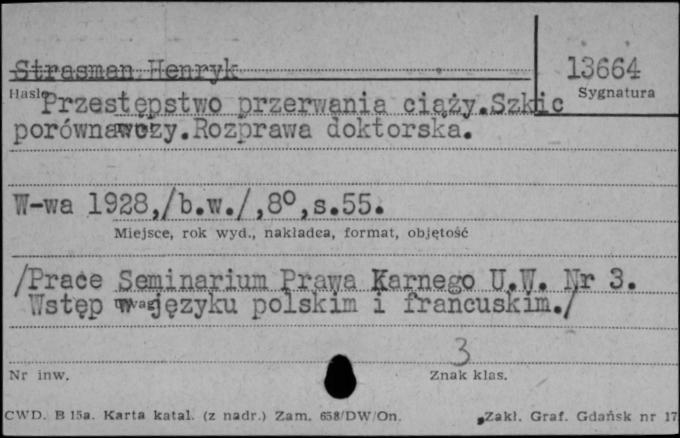 Strasman Henryk
13664
Hasło
Sygnatura
Przestępstwo przerwania ciąży.Szkic
porównawczy.Rozprawa doktorska.
W-wa 1928,/b.w./,8º,s.55.
Miejsce, rok wyd., nakładca, format, objętość
/Prace Seminarium Prawa Karnego U.W. Nr 3.
Wstęp w języku polskim i francuskim./
3
Nr inw.
Znak klas.
CWD. B 15a. Karta katal. (z nadr.) Zam. 658/DW/On.
Zakł. Graf. Gdańsk nr 17